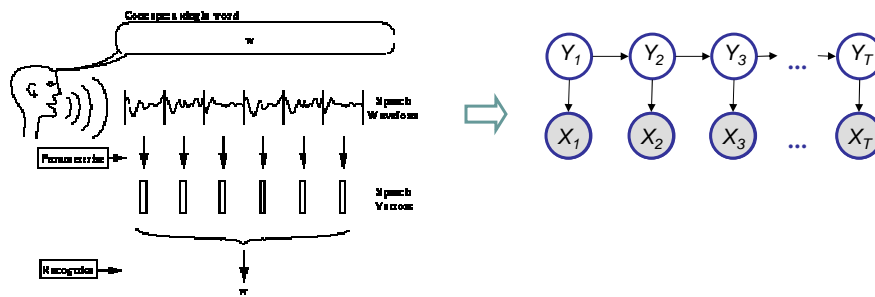 Concept: a single word
w
Speech
Waveform
Parameterise
Speech
Vectors
Recognise
w
Y1 Y2 Y3 ... YT
X1 X2 X3 ... XT